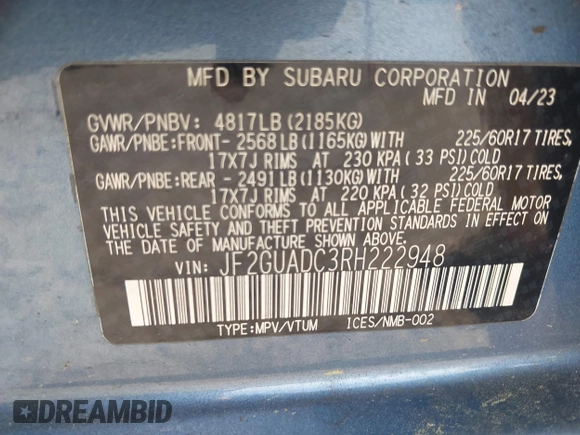 MFD BY SUBARU CORPORATION
MFD IN 04/23
GVWR/PNBV: 4817LB(2185KG)
GAWR/PNBE:FRONT- 2568LB(1165KG)WITH 225/60R17 TIRES,
17X7J RIMS AT 230 KPA( 33 PSI)COLD
GAWR/PNBE:REAR - 2491LB(1130KG)WITH 225/60R17 TIRES,
17X7J RIMS AT 220 KPA( 32 PSI)COLD
THIS VEHICLE CONFORMS TO ALL APPLICABLE FEDERAL MOTOR
VEHICLE SAFETY AND THEFT PREVENTION STANDARDS IN EFFECT ON
THE DATE OF MANUFACTURE SHOWN ABOVE.
VIN: JF2GUADC3RH222948
TYPE:MPV/VTUM ICES/NMB-002
DREAMBID